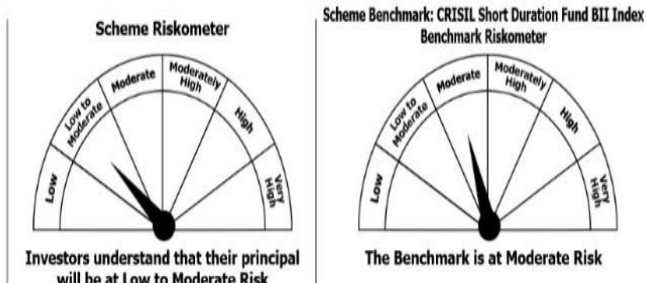 Scheme Riskometer
Low
Low to
Moderate
Moderate
Moderately
High
High
Very
High
Investors understand that their principal
will be at Low to Moderate Risk
Scheme Benchmark: CRISIL Short Duration Fund BII Index
Benchmark Riskometer
Low
Low to
Moderate
Moderate
Moderately
High
High
Very
High
The Benchmark is at Moderate Risk